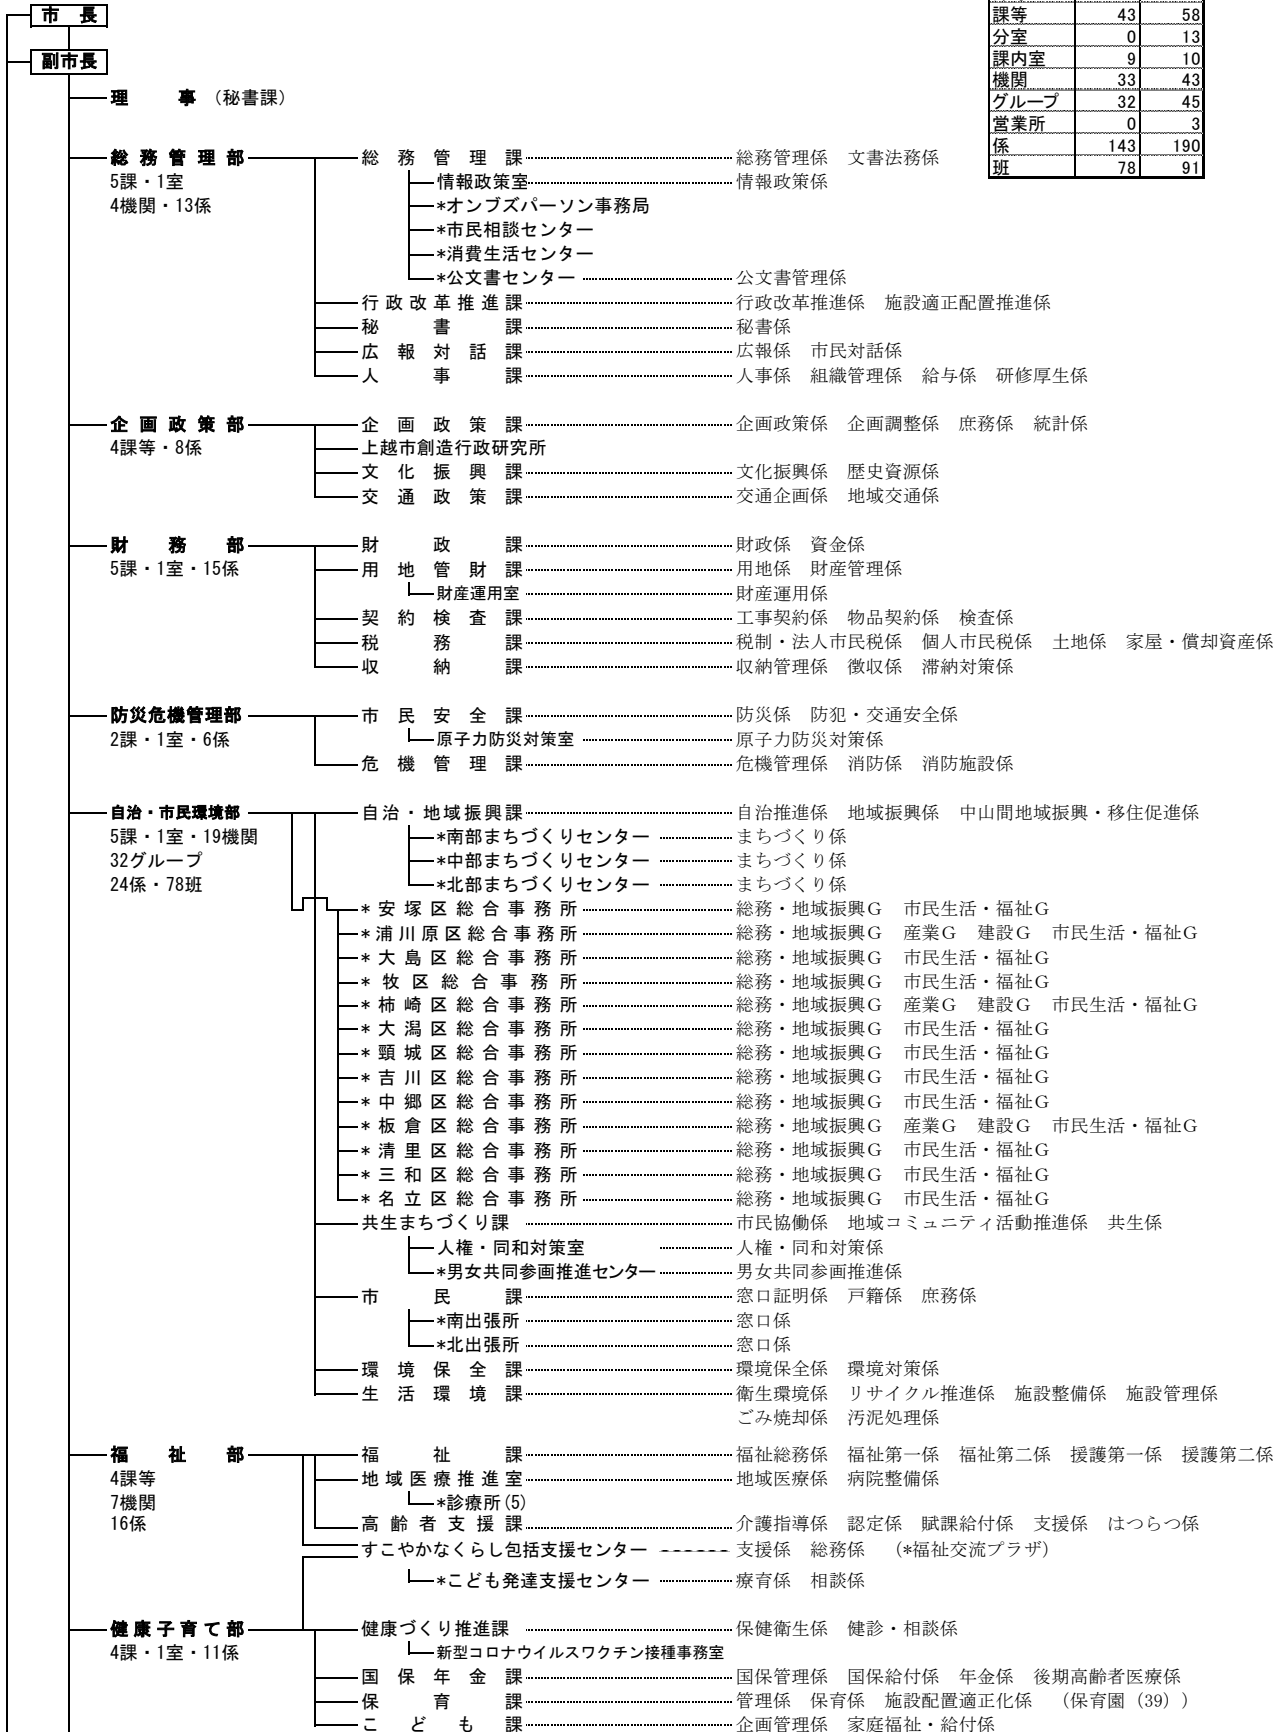 市　長
課等 43 58
分室 0 13
副市長
課内室 9 10
機関 33 43
理　事 （秘書課）
グループ 32 45
営業所 0 3
係 143 190
班 78 91
総務管理部 総務管理課 総務管理係 文書法務係
5課・1室 情報政策室 情報政策係
4機関・13係 *オンブズパーソン事務局
*市民相談センター
*消費生活センター
*公文書センター 公文書管理係
行政改革推進課 行政改革推進係 施設適正配置推進係
秘書課 秘書係
広報対話課 広報係 市民対話係
人事課 人事係 組織管理係 給与係 研修厚生係
企画政策部 企画政策課 企画政策係 企画調整係 庶務係 統計係
4課等・8係 上越市創造行政研究所
文化振興課 文化振興係 歴史資源係
交通政策課 交通企画係 地域交通係
財務部 財政課 財政係 資金係
5課・1室・15係 用地管財課 用地係 財産管理係
財産運用室 財産運用係
契約検査課 工事契約係 物品契約係 検査係
税務課 税制・法人市民税係 個人市民税係 土地係 家屋・償却資産係
収納課 収納管理係 徴収係 滞納対策係
防災危機管理部 市民安全課 防災係 防犯・交通安全係
2課・1室・6係 原子力防災対策室 原子力防災対策係
危機管理課 危機管理係 消防係 消防施設係
自治・市民環境部 自治・地域振興課 自治推進係 地域振興係 中山間地域振興・移住促進係
5課・1室・19機関 *南部まちづくりセンター まちづくり係
32グループ *中部まちづくりセンター まちづくり係
24係・78班 *北部まちづくりセンター まちづくり係
*安塚区総合事務所 総務・地域振興G 市民生活・福祉G
*浦川原区総合事務所 総務・地域振興G 産業G 建設G 市民生活・福祉G
*大島区総合事務所 総務・地域振興G 市民生活・福祉G
*牧区総合事務所 総務・地域振興G 市民生活・福祉G
*柿崎区総合事務所 総務・地域振興G 産業G 建設G 市民生活・福祉G
*大潟区総合事務所 総務・地域振興G 市民生活・福祉G
*頸城区総合事務所 総務・地域振興G 市民生活・福祉G
*吉川区総合事務所 総務・地域振興G 市民生活・福祉G
*中郷区総合事務所 総務・地域振興G 市民生活・福祉G
*板倉区総合事務所 総務・地域振興G 産業G 建設G 市民生活・福祉G
*清里区総合事務所 総務・地域振興G 市民生活・福祉G
*三和区総合事務所 総務・地域振興G 市民生活・福祉G
*名立区総合事務所 総務・地域振興G 市民生活・福祉G
共生まちづくり課 市民協働係 地域コミュニティ活動推進係 共生係
人権・同和対策室 人権・同和対策係
*男女共同参画推進センター 男女共同参画推進係
市民課 窓口証明係 戸籍係 庶務係
*南出張所 窓口係
*北出張所 窓口係
環境保全課 環境保全係 環境対策係
生活環境課 衛生環境係 リサイクル推進係 施設整備係 施設管理係
ごみ焼却係 汚泥処理係
福祉部 福祉課 福祉総務係 福祉第一係 福祉第二係 援護第一係 援護第二係
4課等 地域医療推進室 地域医療係 病院整備係
7機関 *診療所(5)
16係 高齢者支援課 介護指導係 認定係 賦課給付係 支援係 はつらつ係
すこやかなくらし包括支援センター 支援係 総務係 （*福祉交流プラザ）
*こども発達支援センター 療育係 相談係
健康子育て部 健康づくり推進課 保健衛生係 健診・相談係
4課・1室・11係 新型コロナウイルスワクチン接種事務室
国保年金課 国保管理係 国保給付係 年金係 後期高齢者医療係
保育課 管理係 保育係 施設配置適正化係 （保育園（39））
こども課 企画管理係 家庭福祉・給付係